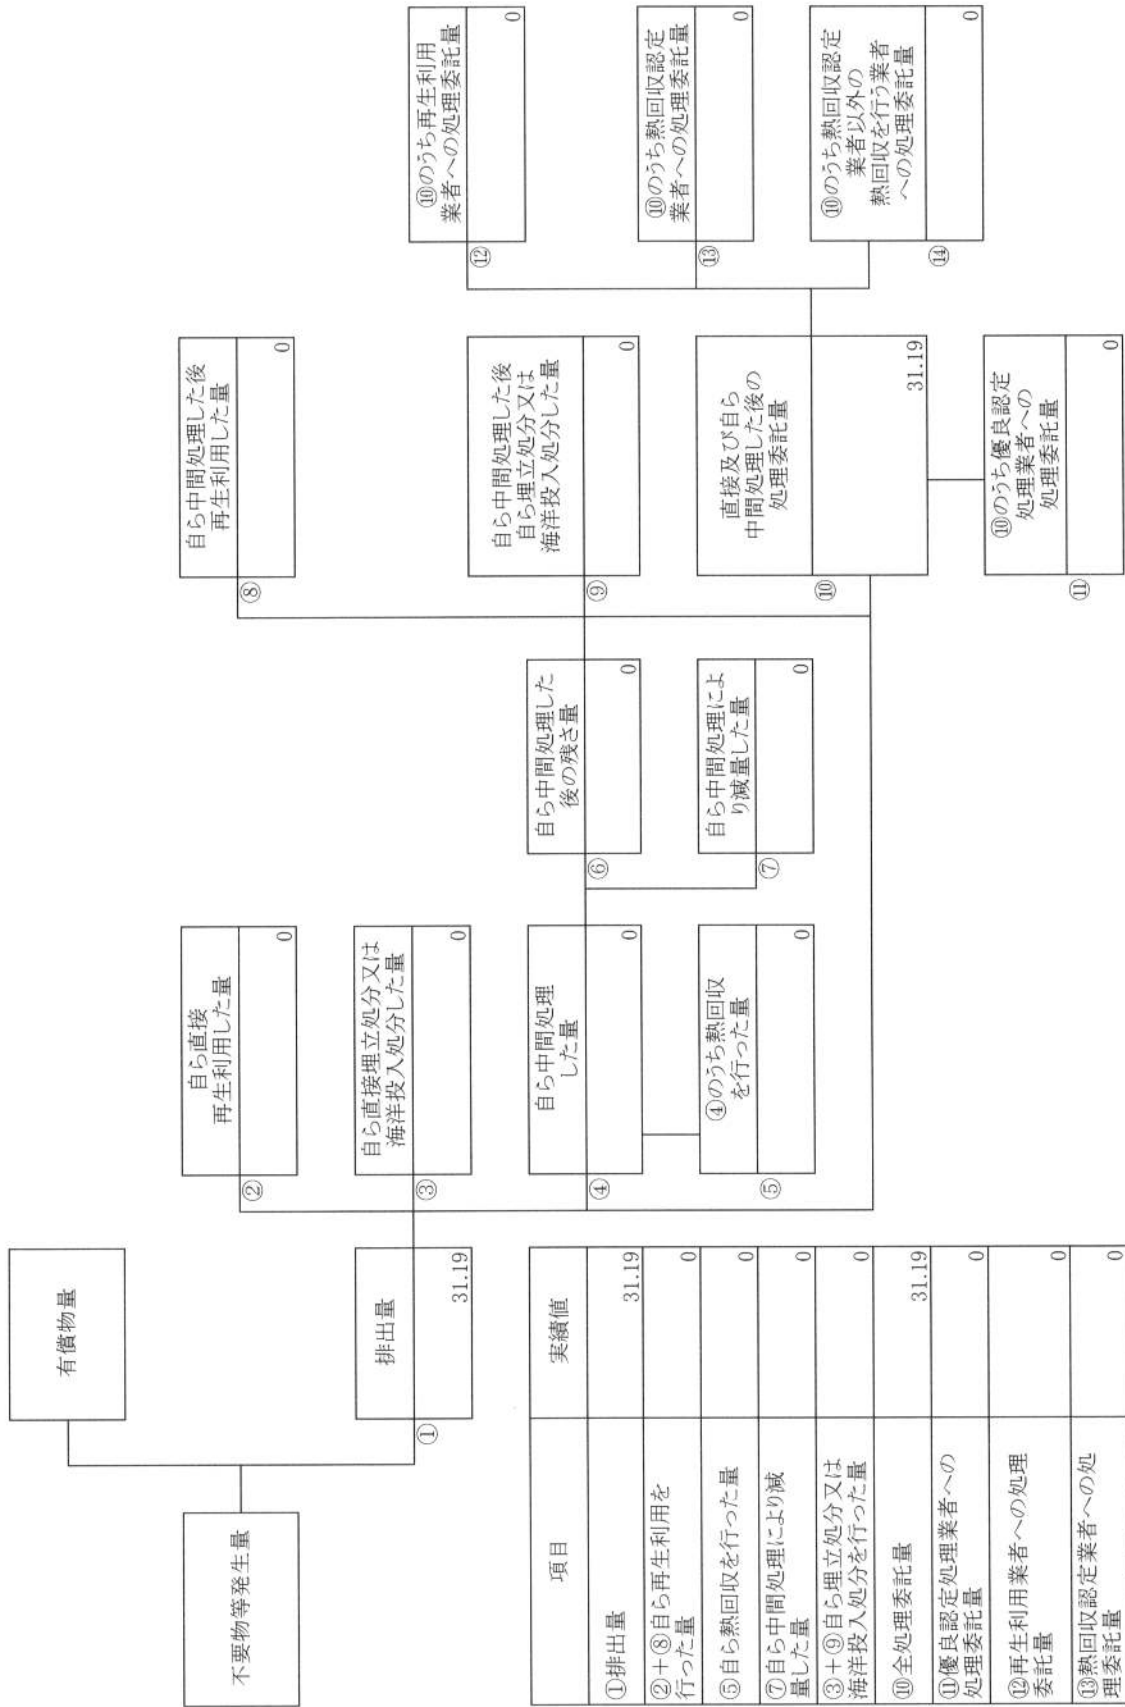 不要物等発生量
有償物量
①
排出量
31.19
②
自ら直接
再生利用した量
0
③
自ら直接埋立処分又は
海洋投入処分した量
0
④
自ら中間処理
した量
0
⑤
④のうち熱回収
を行った量
0
⑥
自ら中間処理した
後の残さ量
0
⑦
自ら中間処理によ
り減量した量
0
⑧
自ら中間処理した後
再生利用した量
0
⑨
自ら中間処理した後
自ら埋立処分又は
海洋投入処分した量
0
⑩
直接及び自ら
中間処理した後の
処理委託量
31.19
⑪
⑩のうち優良認定
処理業者への
処理委託量
0
⑫
⑩のうち再生利用
業者への処理委託量
0
⑬
⑩のうち熱回収認定
業者への処理委託量
0
⑭
⑩のうち熱回収認定
業者以外の
熱回収を行う業者
への処理委託量
0
項目
実績値
①排出量
31.19
②+⑧自ら再生利用を
行った量
0
⑤自ら熱回収を行った量
0
⑦自ら中間処理により減
量した量
0
③+⑨自ら埋立処分又は
海洋投入処分を行った量
0
⑩全処理委託量
31.19
⑪優良認定処理業者への
処理委託量
0
⑫再生利用業者への処理
委託量
0
⑬熱回収認定業者への処
理委託量
0